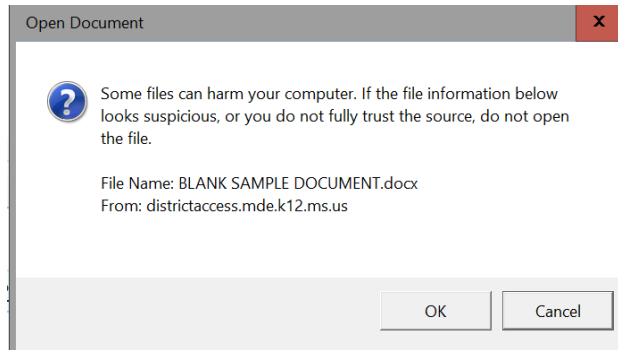 Open Document
x
Some files can harm your computer. If the file information below
looks suspicious, or you do not fully trust the source, do not open
the file.
File Name: BLANK SAMPLE DOCUMENT.docx
From: districtaccess.mde.k12.ms.us
OK
Cancel